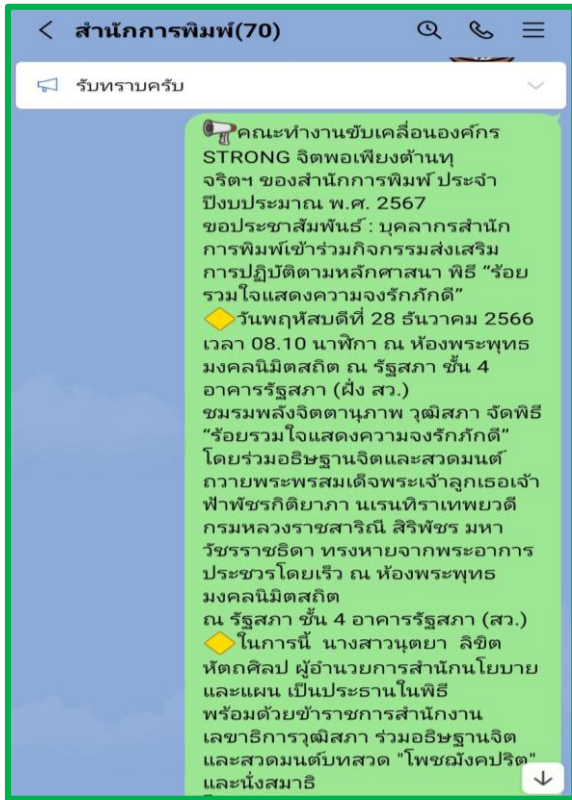 สำนักการพิมพ์(70)
รับทราบครับ
คณะทำงานขับเคลื่อนองค์กร
STRONG จิตพอเพียงต้านทุ
จริตฯ ของสำนักการพิมพ์ ประจำ
ปีงบประมาณ พ.ศ. 2567
ขอประชาสัมพันธ์ : บุคลากรสำนัก
การพิมพ์เข้าร่วมกิจกรรมส่งเสริม
การปฏิบัติตามหลักศาสนา พิธี “ร้อย
รวมใจแสดงความจงรักภักดี”
วันพฤหัสบดีที่ 28 ธันวาคม 2566
เวลา 08.10 นาฬิกา ณ ห้องพระพุทธ
มงคลนิมิตสถิต ณ รัฐสภา ชั้น 4
อาคารรัฐสภา (ฝั่ง สว.)
ชมรมพลังจิตตานุภาพ วุฒิสภา จัดพิธี
“ร้อยรวมใจแสดงความจงรักภักดี”
โดยร่วมอธิษฐานจิตและสวดมนต์
ถวายพระพรสมเด็จพระเจ้าลูกเธอเจ้า
ฟ้าพัชรกิติยาภา นเรนทิราเทพยวดี
กรมหลวงราชสาริณี สิริพัชร มหา
วัชรราชธิดา ทรงหายจากพระอาการ
ประชวรโดยเร็ว ณ ห้องพระพุทธ
มงคลนิมิตสถิต
ณ รัฐสภา ชั้น 4 อาคารรัฐสภา (สว.)
ในการนี้ นางสาวนุตยา ลิขิต
หัตถศิลป ผู้อำนวยการสำนักนโยบาย
และแผน เป็นประธานในพิธี
พร้อมด้วยข้าราชการสำนักงาน
เลขาธิการวุฒิสภา ร่วมอธิษฐานจิต
และสวดมนต์บทสวด "โพชฌังคปริต"
และนั่งสมาธิ